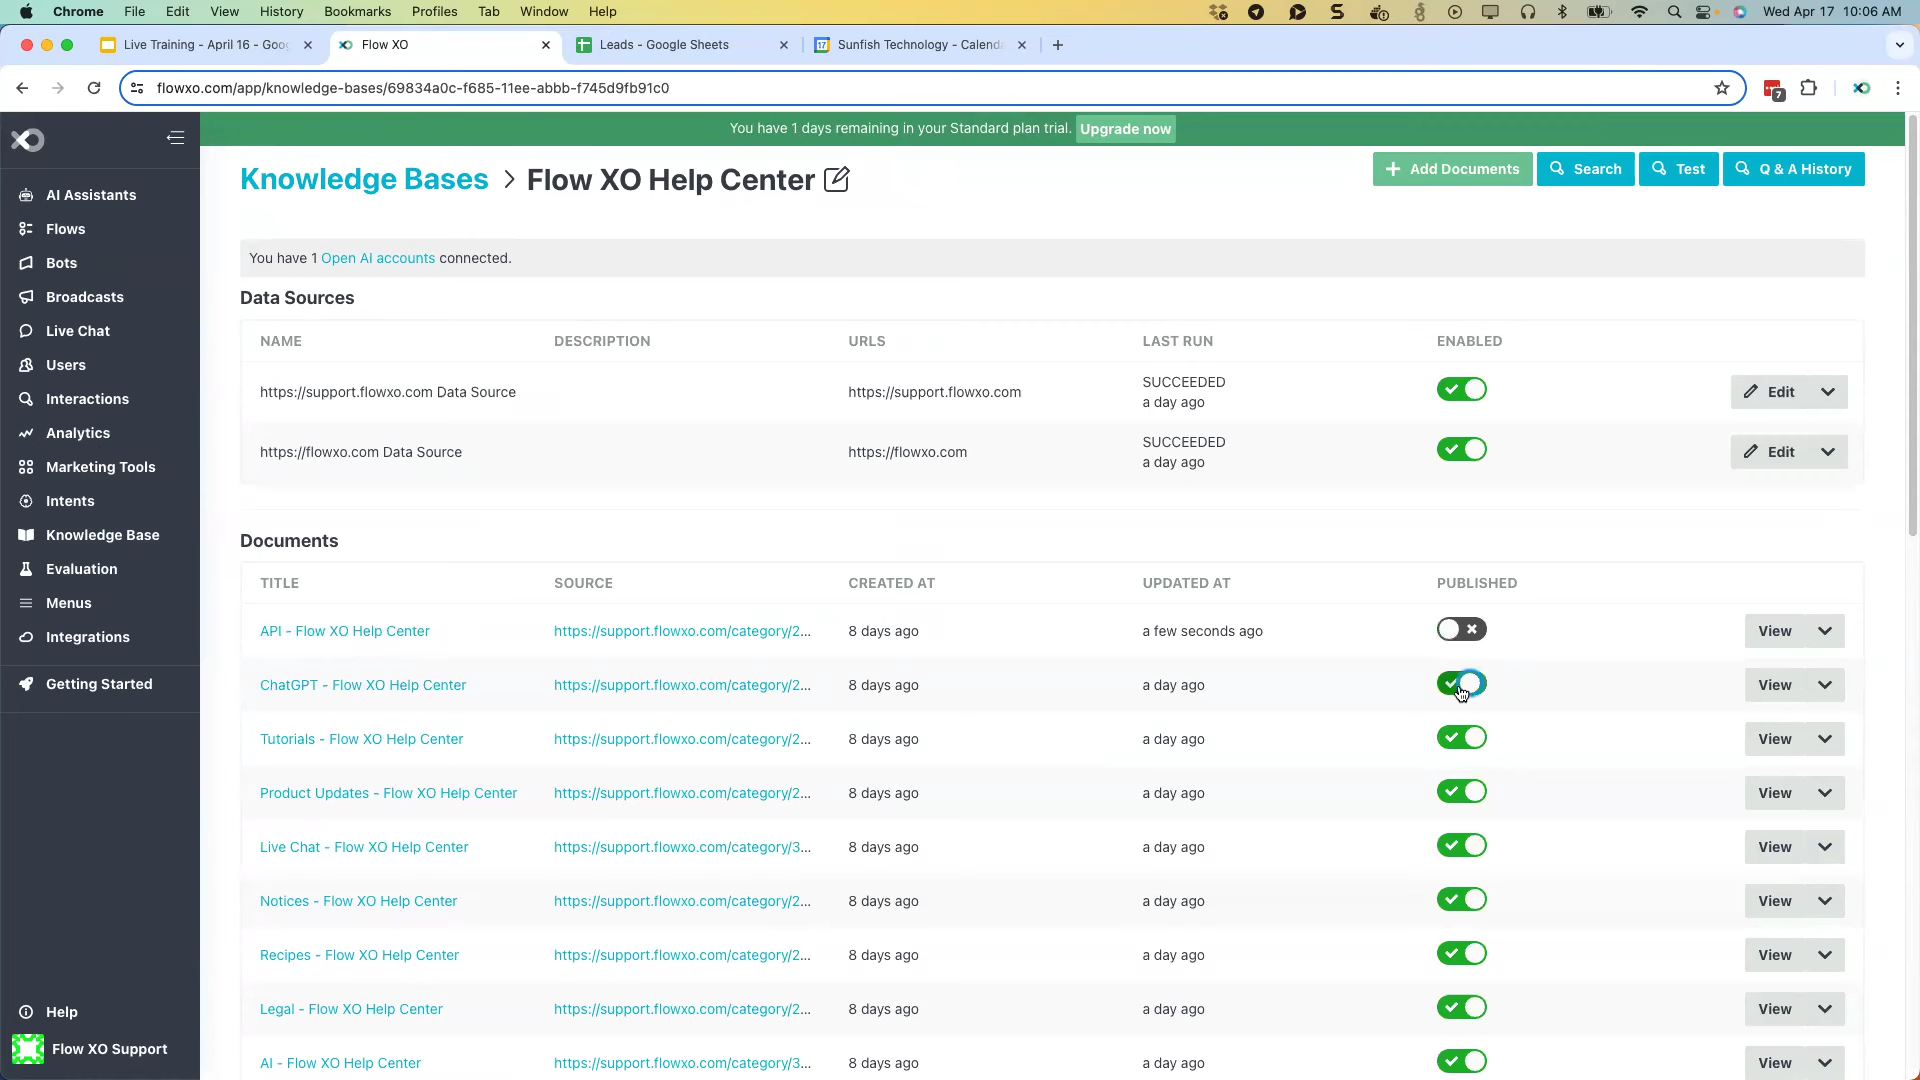 Chrome File Edit View History Bookmarks Profiles Tab Window Help Wed Apr 17 10:06 AM
Live Training - April 16 - Goog Flow XO Leads - Google Sheets Sunfish Technology - Calenda
flowxo.com/app/knowledge-bases/69834a0c-f685-11ee-abbb-f745d9fb91c0 7
You have 1 days remaining in your Standard plan trial. Upgrade now
Knowledge Bases > Flow XO Help Center
Add Documents Search Test Q & A History
AI Assistants
Flows
Bots
Broadcasts
Live Chat
Users
Interactions
Analytics
Marketing Tools
Intents
Knowledge Base
Evaluation
Menus
Integrations
Getting Started
Help
Flow XO Support
You have 1 Open AI accounts connected.
Data Sources
NAME DESCRIPTION URLS LAST RUN ENABLED
https://support.flowxo.com Data Source https://support.flowxo.com SUCCEEDED
a day ago Edit
https://flowxo.com Data Source https://flowxo.com SUCCEEDED
a day ago Edit
Documents
TITLE SOURCE CREATED AT UPDATED AT PUBLISHED
API - Flow XO Help Center https://support.flowxo.com/category/2... 8 days ago a few seconds ago View
ChatGPT - Flow XO Help Center https://support.flowxo.com/category/2... 8 days ago a day ago View
Tutorials - Flow XO Help Center https://support.flowxo.com/category/2... 8 days ago a day ago View
Product Updates - Flow XO Help Center https://support.flowxo.com/category/2... 8 days ago a day ago View
Live Chat - Flow XO Help Center https://support.flowxo.com/category/3... 8 days ago a day ago View
Notices - Flow XO Help Center https://support.flowxo.com/category/2... 8 days ago a day ago View
Recipes - Flow XO Help Center https://support.flowxo.com/category/2... 8 days ago a day ago View
Legal - Flow XO Help Center https://support.flowxo.com/category/2... 8 days ago a day ago View
AI - Flow XO Help Center https://support.flowxo.com/category/3... 8 days ago a day ago View